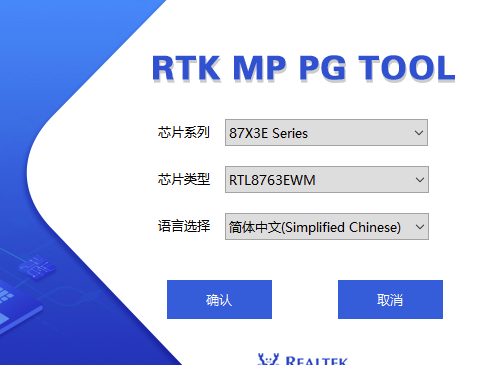 RTK MP PG TOOL
芯片系列 87X3E Series
芯片类型 RTL8763EWM
语言选择 简体中文(Simplified Chinese)
确认 取消
REALTEK